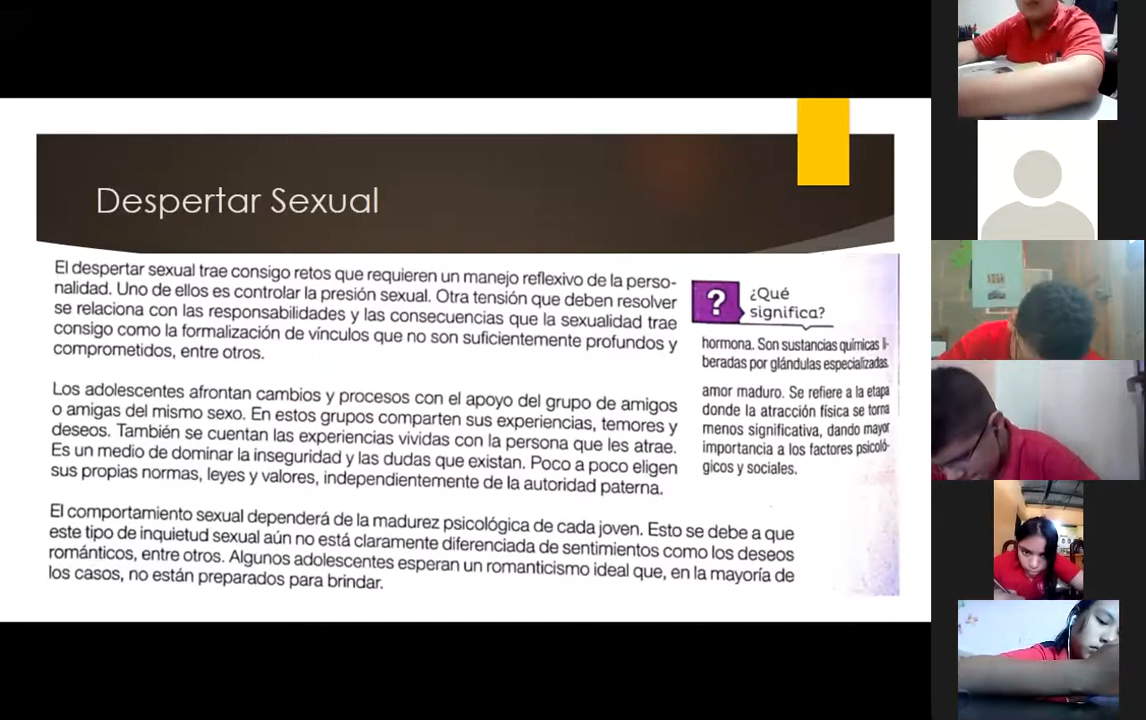 Despertar Sexual
El despertar sexual trae consigo retos que requieren un manejo reflexivo de la perso-
nalidad. Uno de ellos es controlar la presión sexual. Otra tensión que deben resolver
se relaciona con las responsabilidades y las consecuencias que la sexualidad trae
consigo como la formalización de vínculos que no son suficientemente profundos y
comprometidos, entre otros.
Los adolescentes afrontan cambios y procesos con el apoyo del grupo de amigos
o amigas del mismo sexo. En estos grupos comparten sus experiencias, temores y
deseos. También se cuentan las experiencias vividas con la persona que les atrae.
Es un medio de dominar la inseguridad y las dudas que existan. Poco a poco eligen
sus propias normas, leyes y valores, independientemente de la autoridad paterna.
El comportamiento sexual dependerá de la madurez psicológica de cada joven. Esto se debe a que
este tipo de inquietud sexual aún no está claramente diferenciada de sentimientos como los deseos
románticos, entre otros. Algunos adolescentes esperan un romanticismo ideal que, en la mayoría de
los casos, no están preparados para brindar.
?
¿Qué
significa?
hormona. Son sustancias químicas li-
beradas por glándulas especializadas.
amor maduro. Se refiere a la etapa
donde la atracción física se torna
menos significativa, dando mayor
importancia a los factores psicoló-
gicos y sociales.